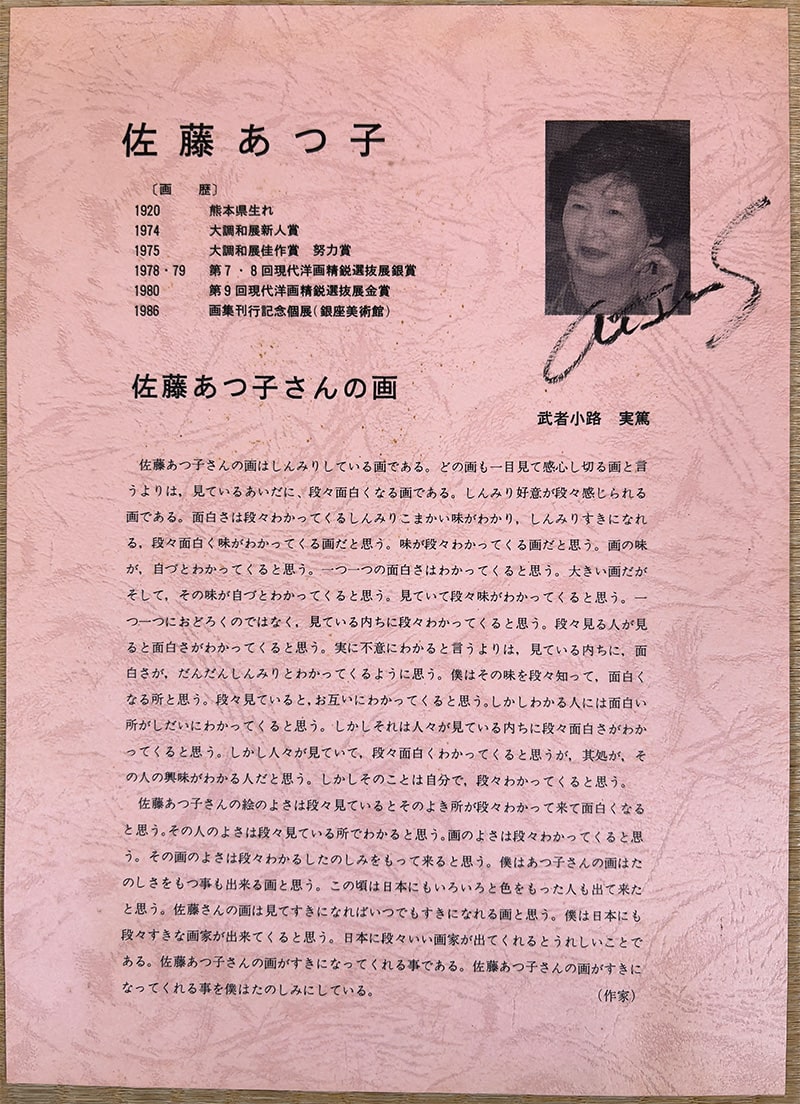 佐藤あつ子
〔画　歴〕
1920　熊本県生れ
1974　大調和展新人賞
1975　大調和展佳作賞　努力賞
1978・79　第7・8回現代洋画精鋭選抜展銀賞
1980　第9回現代洋画精鋭選抜展金賞
1986　画集刊行記念個展(銀座美術館)
佐藤あつ子さんの画
武者小路　実篤
佐藤あつ子さんの画はしんみりしている画である。どの画も一目見て感心し切る画と言
うよりは，見ているあいだに、段々面白くなる画である。しんみり好意が段々感じられる
画である。面白さは段々わかってくるしんみりこまかい味がわかり，しんみりすきになれ
る，段々面白く味がわかってくる画だと思う。味が段々わかってくる画だと思う。画の味
が，自づとわかってくると思う。一つ一つの面白さはわかってくると思う。大きい画だが
そして，その味が自づとわかってくると思う。見ていて段々味がわかってくると思う。一
つ一つにおどろくのではなく，見ている内ちに段々わかってくると思う。段々見る人が見
ると面白さがわかってくると思う。実に不意にわかると言うよりは，見ている内ちに，面
白さが，だんだんしんみりとわかってくるように思う。僕はその味を段々知って，面白く
なる所と思う。段々見ていると，お互いにわかってくると思う。しかしわかる人には面白い
所がしだいにわかってくると思う。しかしそれは人々が見ている内ちに段々面白さがわか
ってくると思う。しかし人々が見ていて，段々面白くわかってくると思うが，其処が，そ
の人の興味がわかる人だと思う。しかしそのことは自分で，段々わかってくると思う。
佐藤あつ子さんの絵のよさは段々見ているとそのよき所が段々わかって来て面白くなる
と思う。その人のよさは段々見ている所でわかると思う。画のよさは段々わかってくると思
う。その画のよさは段々わかるしたのしみをもって来ると思う。僕はあつ子さんの画はた
のしさをもつ事も出来る画と思う。この頃は日本にもいろいろと色をもった人も出て来た
と思う。佐藤さんの画は見てすきになればいつでもすきになれる画と思う。僕は日本にも
段々すきな画家が出来てくると思う。日本に段々いい画家が出てくれるとうれしいことで
ある。佐藤あつ子さんの画がすきになってくれる事である。佐藤あつ子さんの画がすきに
なってくれる事を僕はたのしみにしている。　（作家）